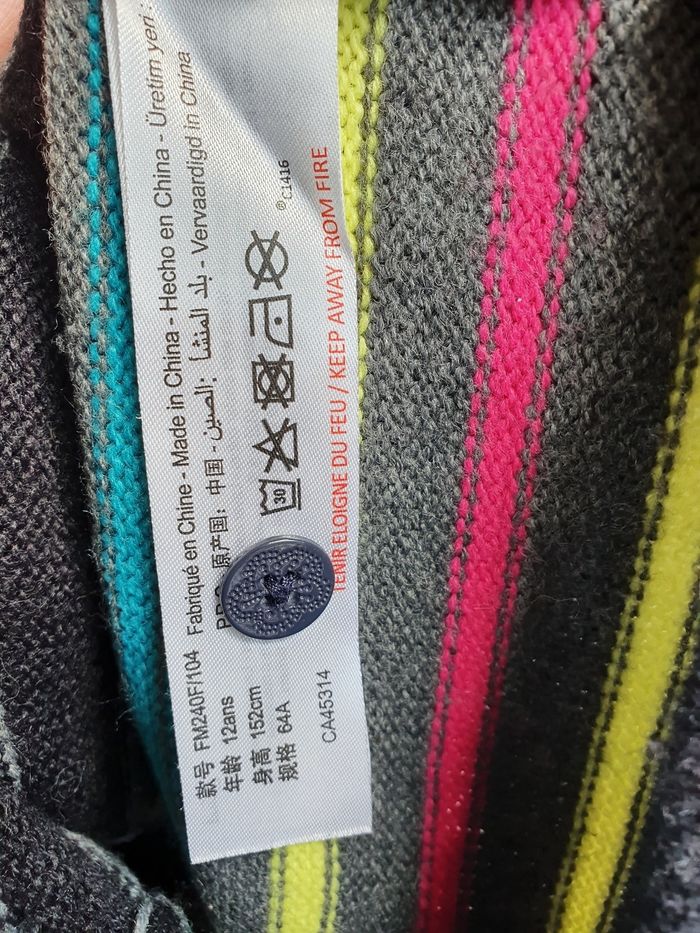 款号 FM240F/104 Fabriqué en Chine - Made in China - Hecho en China - Üretim yeri :
年龄 12ans
原产国：中国 - بلد المنشأ :الصين - Vervaardigd in China
身高 152cm
规格 64A
30
® C1416
TENIR ELOIGNE DU FEU / KEEP AWAY FROM FIRE
CA45314